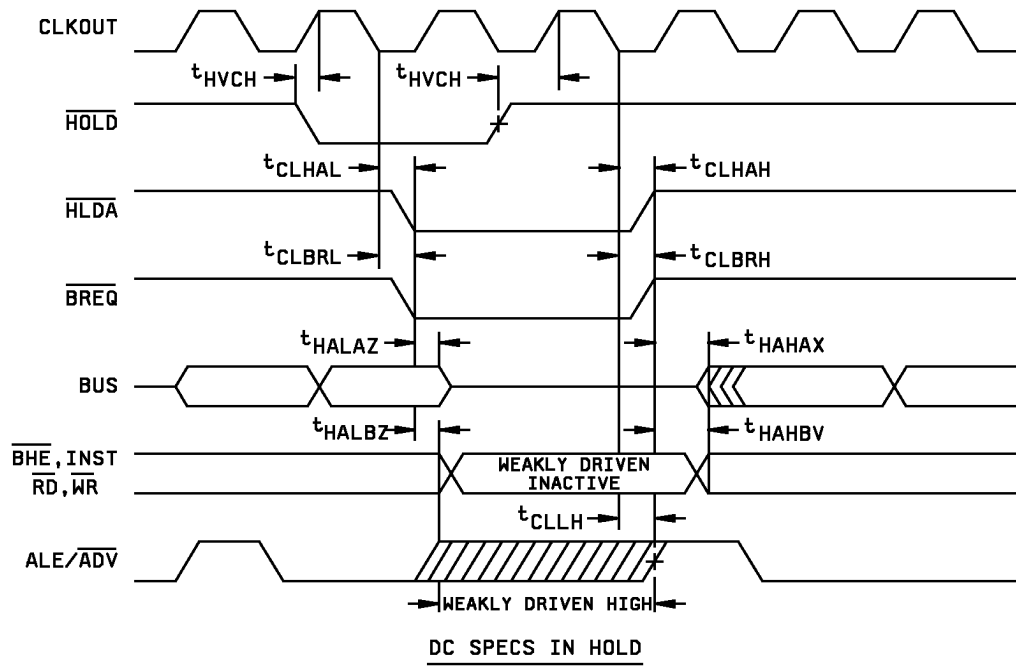 CLKOUT
tHVCH
tHVCH
HOLD
tCLHAL
tCLHAH
HLDA
tCLBRL
tCLBRH
BREQ
tHALAZ
tHAHAX
BUS
tHALBZ
tHAHBV
BHE, INST
RD, WR
WEAKLY DRIVEN
INACTIVE
tCLLH
ALE/ADV
WEAKLY DRIVEN HIGH
DC SPECS IN HOLD